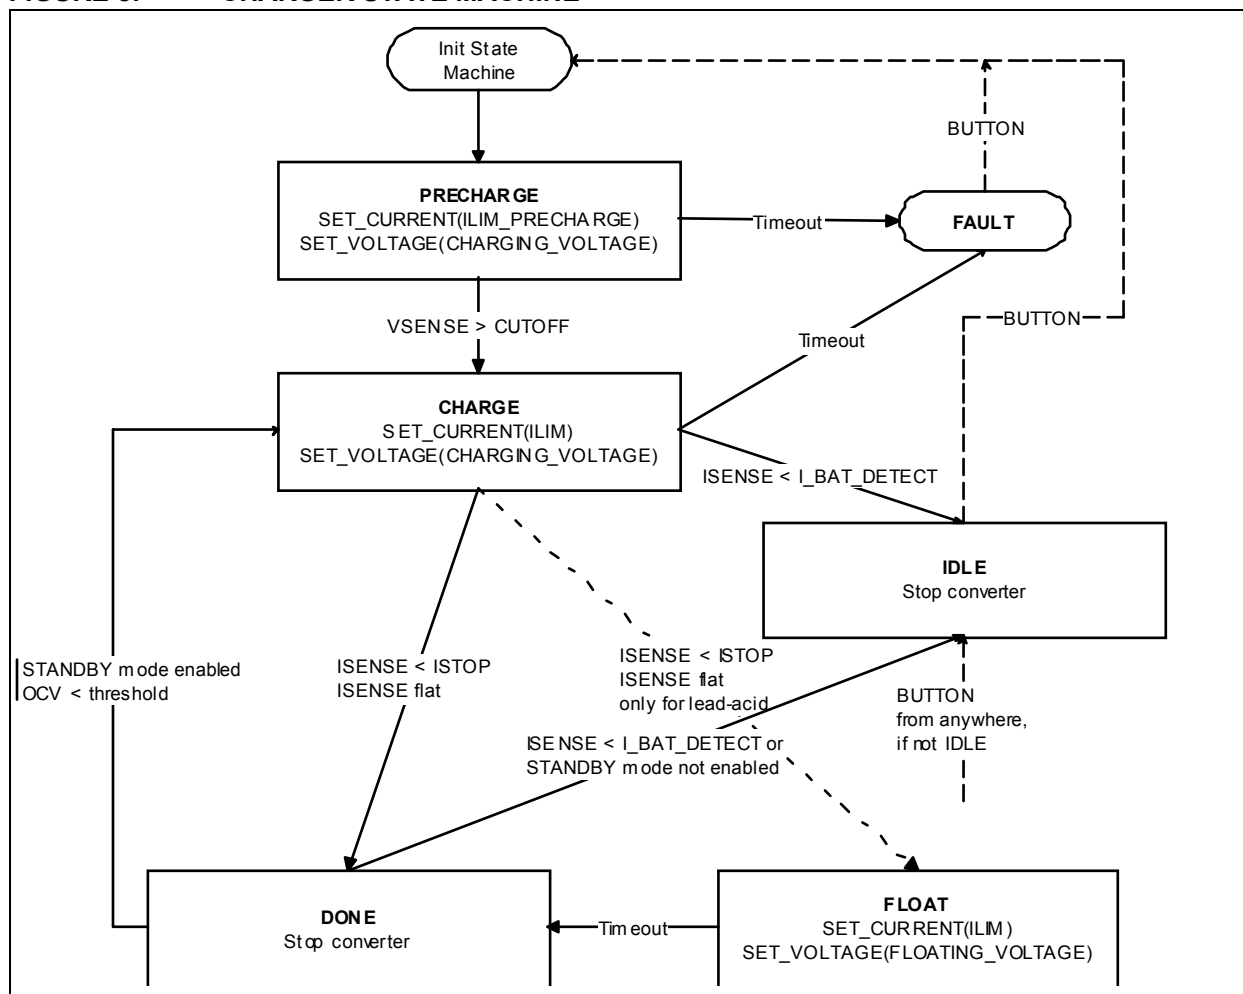 Init State
Machine
BUTTON
PRECHARGE
SET_CURRENT(ILIM_PRECHARGE)
SET_VOLTAGE(CHARGING_VOLTAGE)
Timeout
FAULT
VSENSE > CUTOFF
BUTTON
Timeout
CHARGE
SET_CURRENT(ILIM)
SET_VOLTAGE(CHARGING_VOLTAGE)
ISENSE < I_BAT_DETECT
IDLE
Stop converter
STANDBY mode enabled
OCV < threshold
ISENSE < ISTOP
ISENSE flat
ISENSE < ISTOP
ISENSE flat
only for lead-acid
BUTTON
from anywhere,
if not IDLE
ISENSE < I_BAT_DETECT or
STANDBY mode not enabled
DONE
Stop converter
Timeout
FLOAT
SET_CURRENT(ILIM)
SET_VOLTAGE(FLOATING_VOLTAGE)